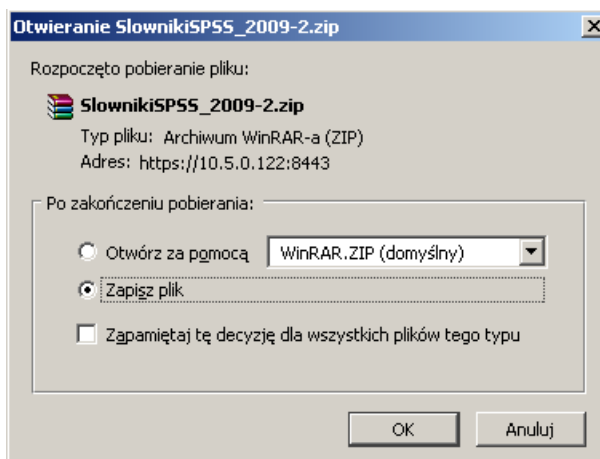 Otwieranie SlownikiSPSS_2009-2.zip
Rozpoczęto pobieranie pliku:
SlownikiSPSS_2009-2.zip
Typ pliku: Archiwum WinRAR-a (ZIP)
Adres: https://10.5.0.122:8443
Po zakończeniu pobierania:
Otwórz za pomocą WinRAR.ZIP (domyślny)
Zapisz plik
Zapamiętaj tę decyzję dla wszystkich plików tego typu
OK Anuluj